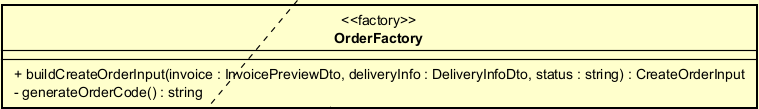 <<factory>>
OrderFactory
+ buildCreateOrderInput(invoice : InvoicePreviewDto, deliveryInfo : DeliveryInfoDto, status : string) : CreateOrderInput
- generateOrderCode() : string